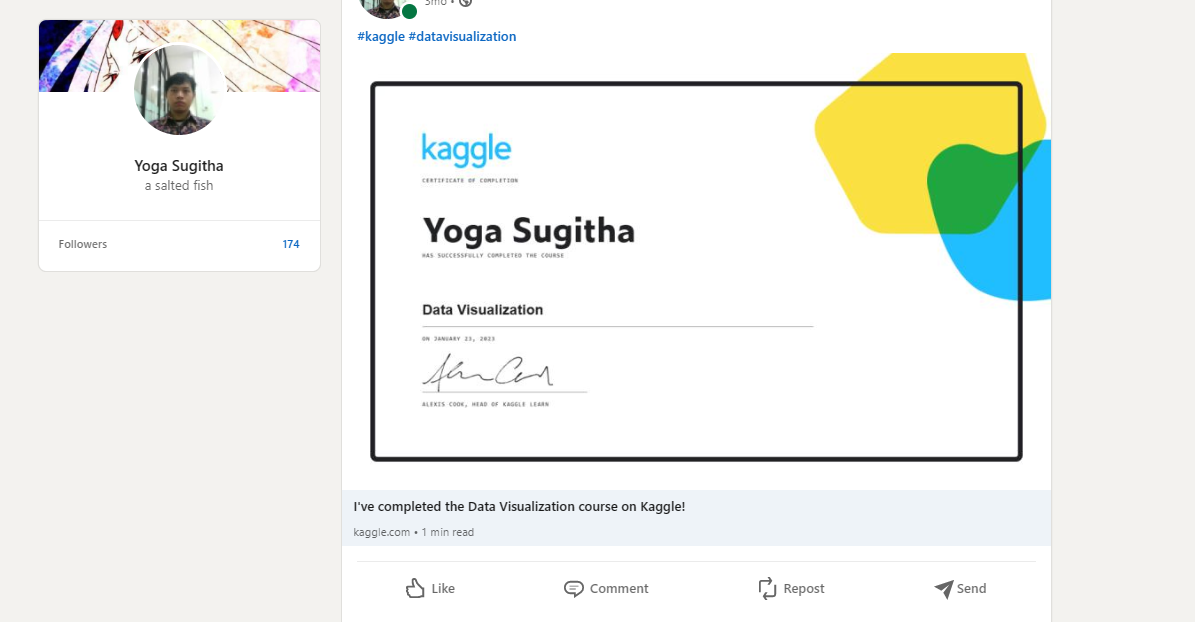 3mo •
#kaggle #datavisualization
Yoga Sugitha
a salted fish
Followers 174
kaggle
CERTIFICATE OF COMPLETION
Yoga Sugitha
HAS SUCCESSFULLY COMPLETED THE COURSE
Data Visualization
ON JANUARY 23, 2023
ALEXIS COOK, HEAD OF KAGGLE LEARN
I've completed the Data Visualization course on Kaggle!
kaggle.com • 1 min read
Like Comment Repost Send